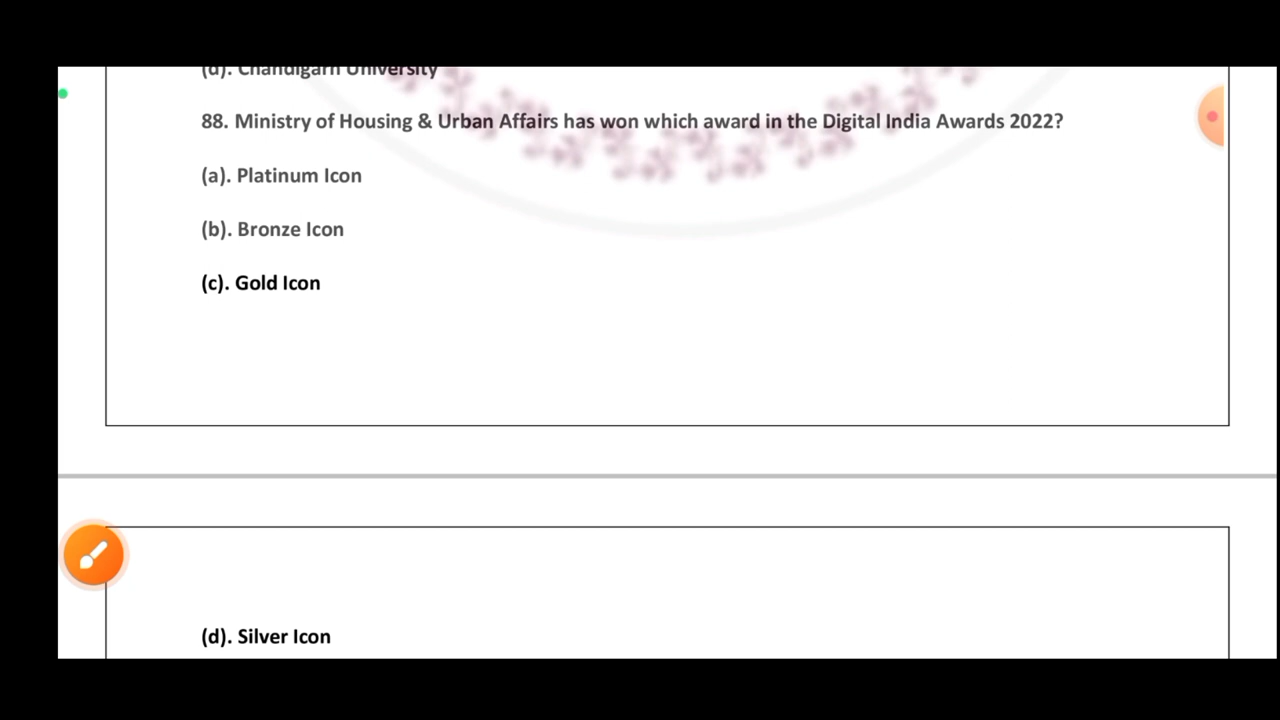 (d). Chandigarh University
88. Ministry of Housing & Urban Affairs has won which award in the Digital India Awards 2022?
(a). Platinum Icon
(b). Bronze Icon
(c). Gold Icon
(d). Silver Icon